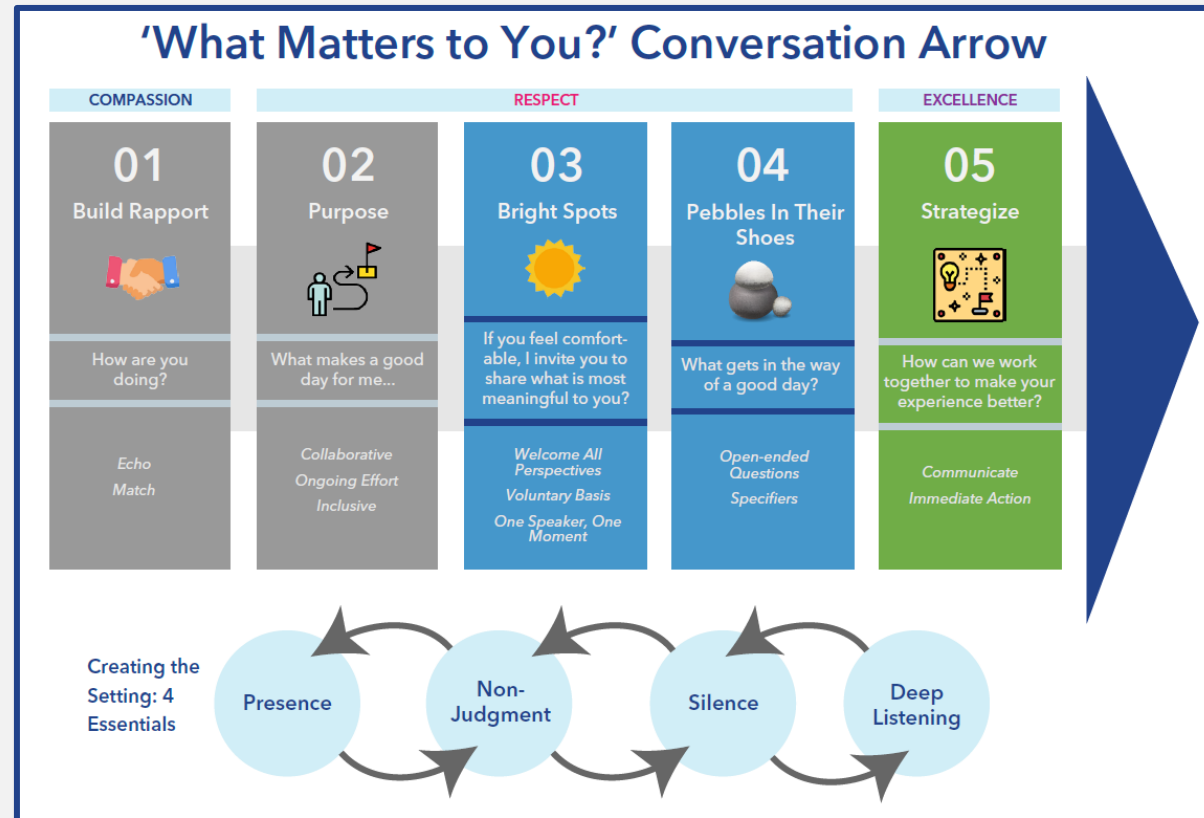 ‘What Matters to You?’ Conversation Arrow
COMPASSION
RESPECT
EXCELLENCE
01
Build Rapport
How are you
doing?
Echo
Match
02
Purpose
What makes a good
day for me...
Collaborative
Ongoing Effort
Inclusive
03
Bright Spots
If you feel comfort-
able, I invite you to
share what is most
meaningful to you?
Welcome All
Perspectives
Voluntary Basis
One Speaker, One
Moment
04
Pebbles In Their
Shoes
What gets in the way
of a good day?
Open-ended
Questions
Specifiers
05
Strategize
How can we work
together to make your
experience better?
Communicate
Immediate Action
Creating the
Setting: 4
Essentials
Presence
Non-
Judgment
Silence
Deep
Listening